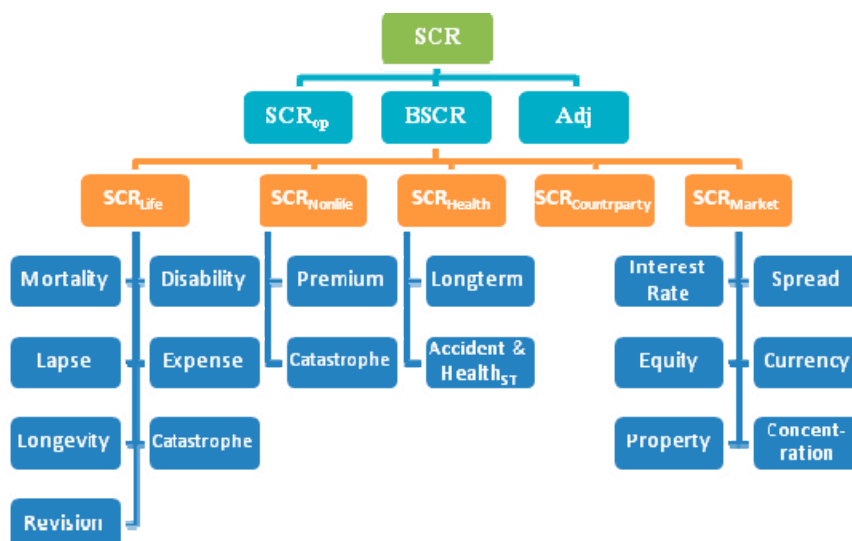 SCR
SCRop BSCR Adj
SCRLife SCRNonlife SCRHealth SCRCountrparty SCRMarket
Mortality Disability Premium Longterm Interest
Rate Spread
Lapse Expense Catastrophe Accident &
HealthST Equity Currency
Longevity Catastrophe Property Concent-
ration
Revision